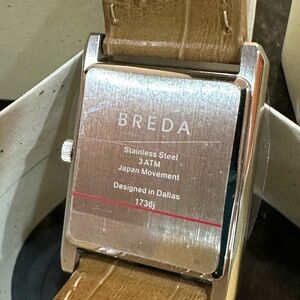 BREDA
Stainless Steel
3 ATM
Japan Movement
Designed in Dallas
1736j